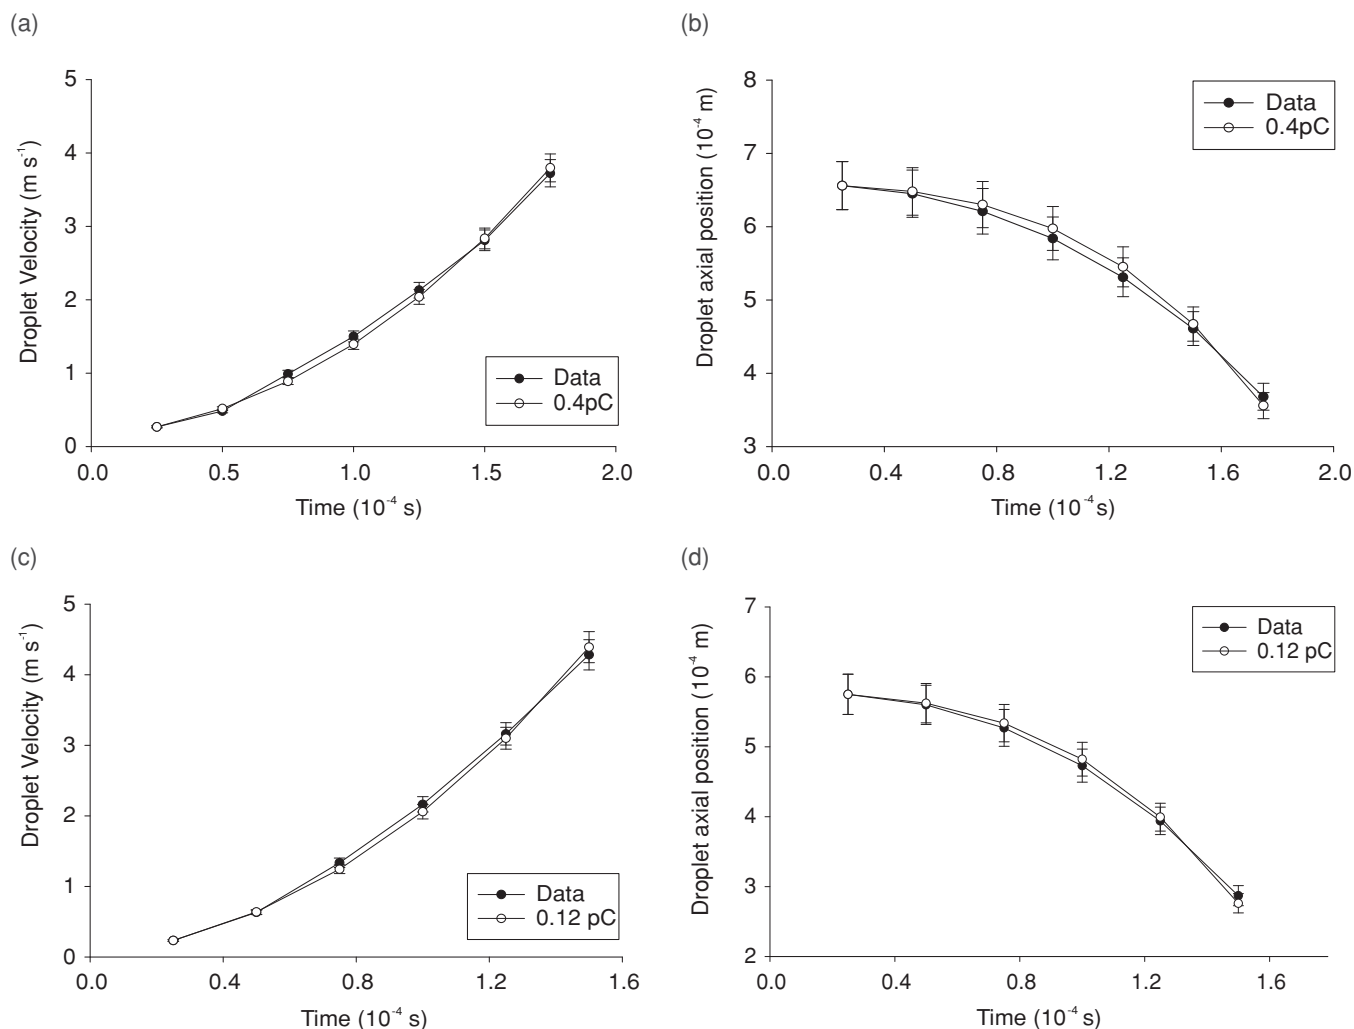 (a)
5
4
3
2
1
0
Droplet Velocity (m s⁻¹)
Data
0.4pC
0.0 0.5 1.0 1.5 2.0
Time (10⁻⁴ s)
(b)
8
7
6
5
4
3
Droplet axial position (10⁻⁴ m)
Data
0.4pC
0.0 0.4 0.8 1.2 1.6 2.0
Time (10⁻⁴ s)
(c)
5
4
3
2
1
0
Droplet Velocity (m s⁻¹)
Data
0.12 pC
0.0 0.4 0.8 1.2 1.6
Time (10⁻⁴ s)
(d)
7
6
5
4
3
2
Droplet axial position (10⁻⁴ m)
Data
0.12 pC
0.0 0.4 0.8 1.2 1.6
Time (10⁻⁴ s)